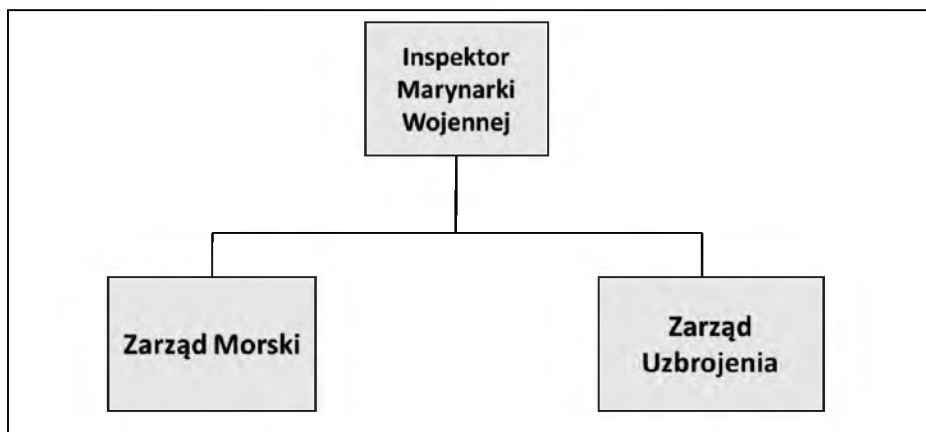 Inspektor
Marynarki
Wojennej
Zarząd Morski
Zarząd
Uzbrojenia